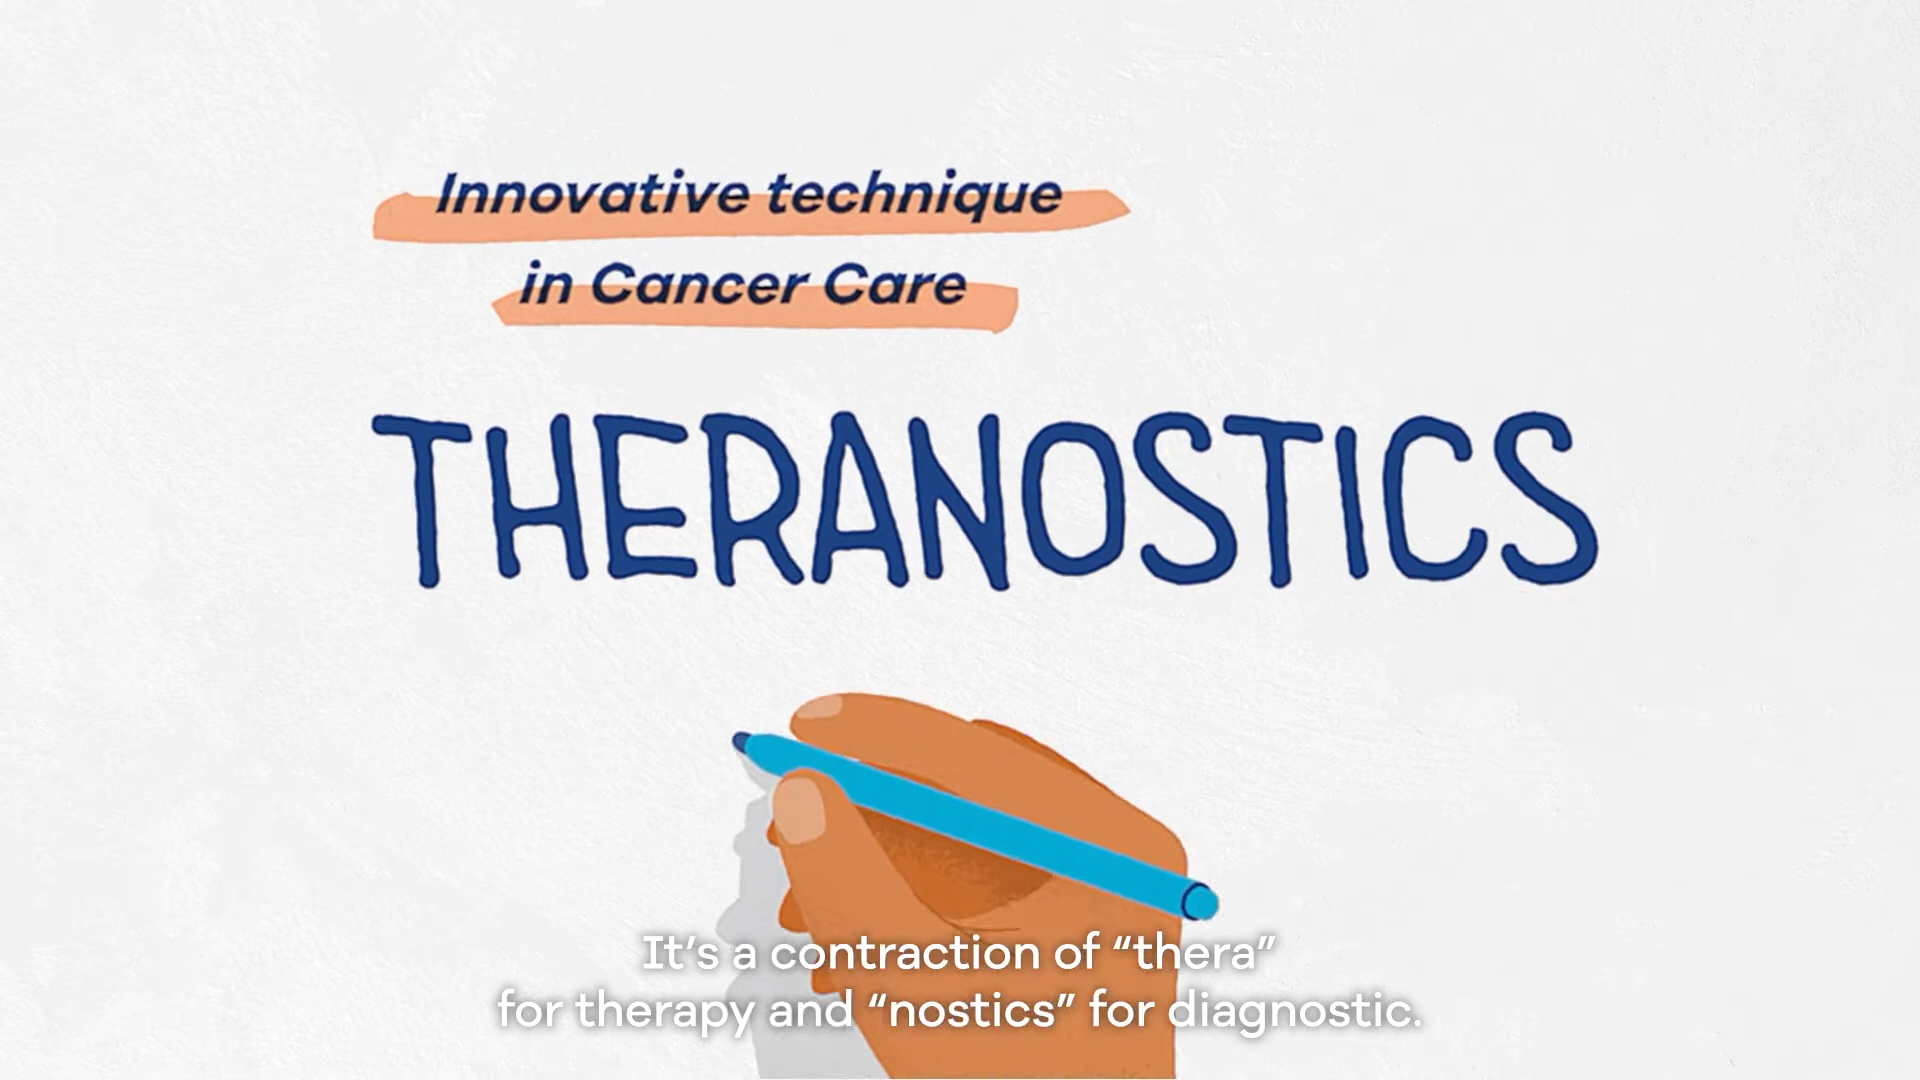 Innovative technique
in Cancer Care
THERANOSTICS
It’s a contraction of “thera”
for therapy and “nostics” for diagnostic.